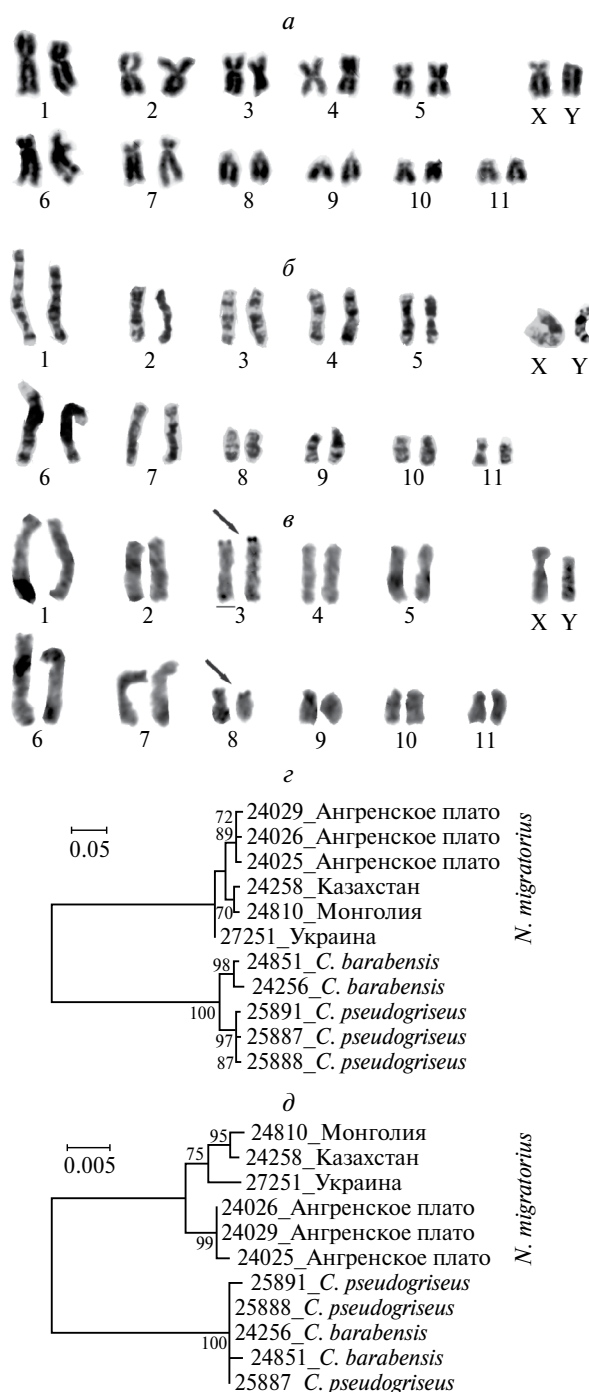 а
1 2 3 4 5 X Y
6 7 8 9 10 11
б
1 2 3 4 5 X Y
6 7 8 9 10 11
в
1 2 3 4 5 X Y
6 7 8 9 10 11
г
0.05
72
89
70
98
100
97
87
24029_Ангренское плато
24026_Ангренское плато
24025_Ангренское плато
24258_Казахстан
24810_Монголия
27251_Украина
24851_C. barabensis
24256_C. barabensis
25891_C. pseudogriseus
25887_C. pseudogriseus
25888_C. pseudogriseus
N. migratorius
д
0.005
95
75
99
100
24810_Монголия
24258_Казахстан
27251_Украина
24026_Ангренское плато
24029_Ангренское плато
24025_Ангренское плато
25891_C. pseudogriseus
25888_C. pseudogriseus
24256_C. barabensis
24851_C. barabensis
25887_C. pseudogriseus
N. migratorius